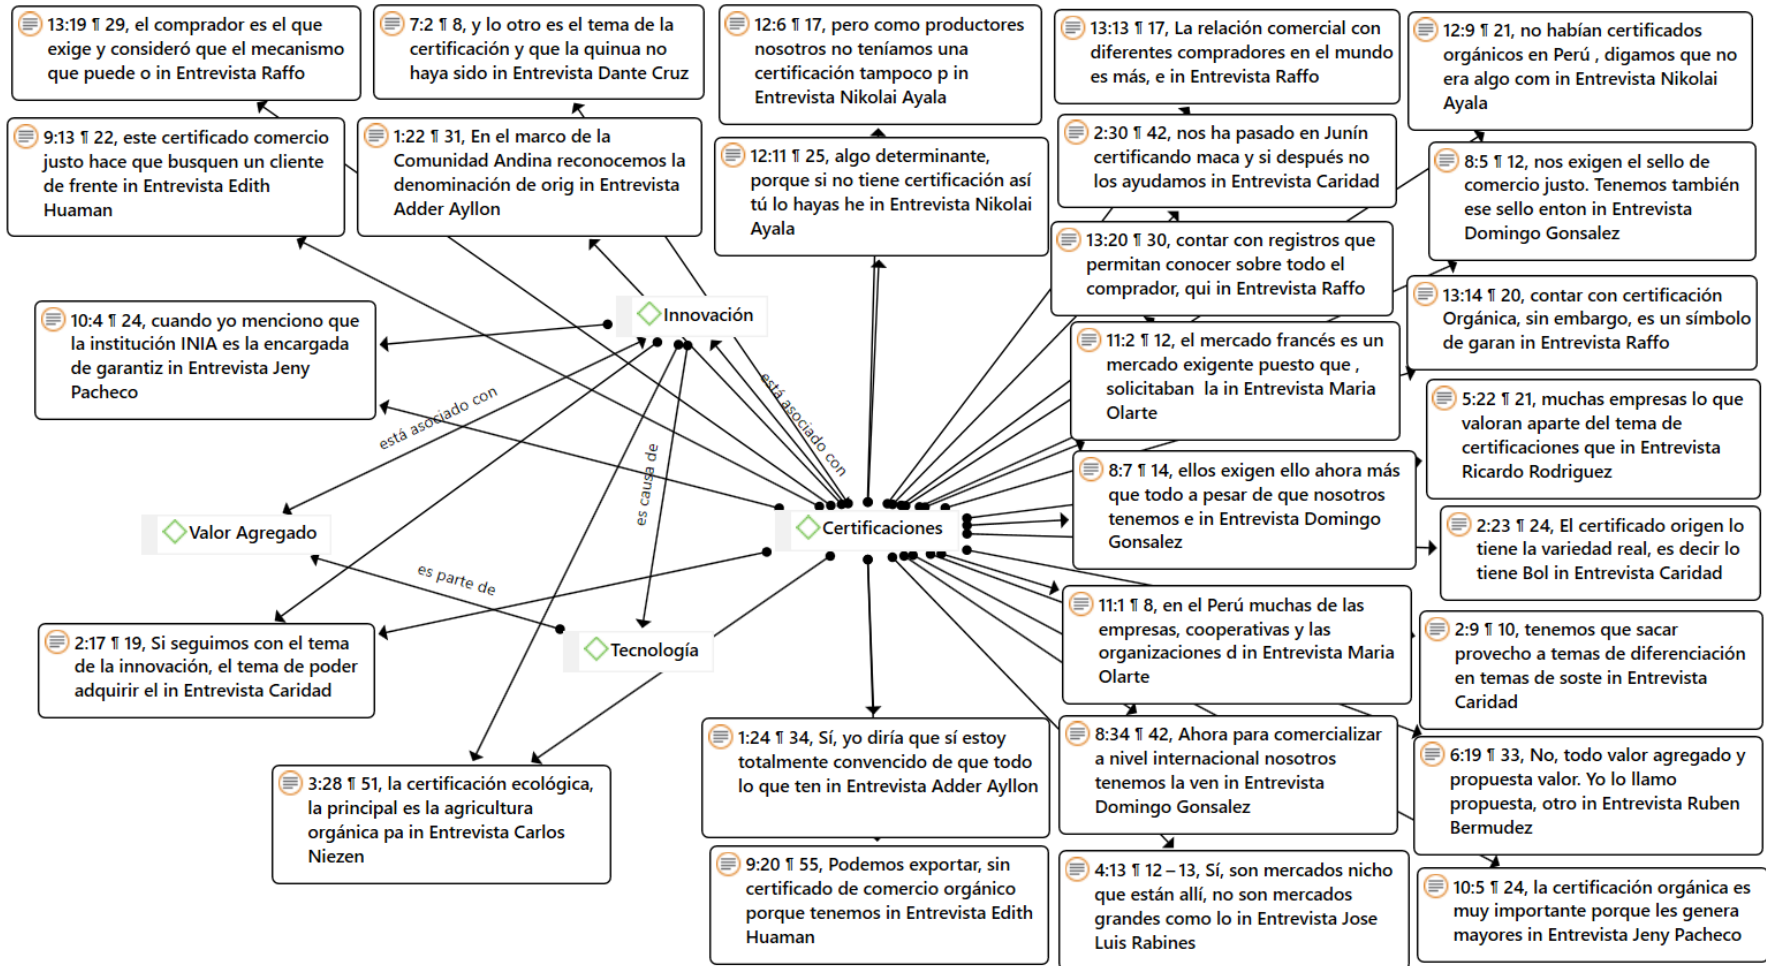 13:19 ¶ 29, el comprador es el que
exige y consideró que el mecanismo
que puede o in Entrevista Raffo
7:2 ¶ 8, y lo otro es el tema de la
certificación y que la quinua no
haya sido in Entrevista Dante Cruz
12:6 ¶ 17, pero como productores
nosotros no teníamos una
certificación tampoco p in
Entrevista Nikolai Ayala
13:13 ¶ 17, La relación comercial con
diferentes compradores en el mundo
es más, e in Entrevista Raffo
12:9 ¶ 21, no habían certificados
orgánicos en Perú , digamos que no
era algo com in Entrevista Nikolai
Ayala
9:13 ¶ 22, este certificado comercio
justo hace que busquen un cliente
de frente in Entrevista Edith
Huaman
1:22 ¶ 31, En el marco de la
Comunidad Andina reconocemos la
denominación de orig in Entrevista
Adder Ayllon
12:11 ¶ 25, algo determinante,
porque si no tiene certificación así
tú lo hayas he in Entrevista Nikolai
Ayala
2:30 ¶ 42, nos ha pasado en Junín
certificando maca y si después no
los ayudamos in Entrevista Caridad
8:5 ¶ 12, nos exigen el sello de
comercio justo. Tenemos también
ese sello enton in Entrevista
Domingo Gonsalez
13:20 ¶ 30, contar con registros que
permitan conocer sobre todo el
comprador, qui in Entrevista Raffo
13:14 ¶ 20, contar con certificación
Orgánica, sin embargo, es un símbolo
de garan in Entrevista Raffo
10:4 ¶ 24, cuando yo menciono que
la institución INIA es la encargada
de garantiz in Entrevista Jeny
Pacheco
Innovación
11:2 ¶ 12, el mercado francés es un
mercado exigente puesto que ,
solicitaban la in Entrevista Maria
Olarte
5:22 ¶ 21, muchas empresas lo que
valoran aparte del tema de
certificaciones que in Entrevista
Ricardo Rodriguez
está asociado con
está asociado con
es causa de
8:7 ¶ 14, ellos exigen ello ahora más
que todo a pesar de que nosotros
tenemos e in Entrevista Domingo
Gonsalez
Valor Agregado
Certificaciones
2:23 ¶ 24, El certificado origen lo
tiene la variedad real, es decir lo
tiene Bol in Entrevista Caridad
es parte de
11:1 ¶ 8, en el Perú muchas de las
empresas, cooperativas y las
organizaciones d in Entrevista Maria
Olarte
2:9 ¶ 10, tenemos que sacar
provecho a temas de diferenciación
en temas de soste in Entrevista
Caridad
2:17 ¶ 19, Si seguimos con el tema
de la innovación, el tema de poder
adquirir el in Entrevista Caridad
Tecnología
1:24 ¶ 34, Sí, yo diría que sí estoy
totalmente convencido de que todo
lo que ten in Entrevista Adder Ayllon
8:34 ¶ 42, Ahora para comercializar
a nivel internacional nosotros
tenemos la ven in Entrevista
Domingo Gonsalez
6:19 ¶ 33, No, todo valor agregado y
propuesta valor. Yo lo llamo
propuesta, otro in Entrevista Ruben
Bermudez
3:28 ¶ 51, la certificación ecológica,
la principal es la agricultura
orgánica pa in Entrevista Carlos
Niezen
9:20 ¶ 55, Podemos exportar, sin
certificado de comercio orgánico
porque tenemos in Entrevista Edith
Huaman
4:13 ¶ 12 – 13, Sí, son mercados nicho
que están allí, no son mercados
grandes como lo in Entrevista Jose
Luis Rabines
10:5 ¶ 24, la certificación orgánica es
muy importante porque les genera
mayores in Entrevista Jeny Pacheco